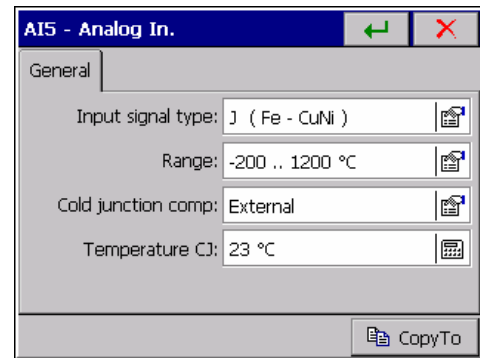 AI5 - Analog In.
General
Input signal type: J ( Fe - CuNi )
Range: -200 .. 1200 °C
Cold junction comp: External
Temperature CJ: 23 °C
CopyTo